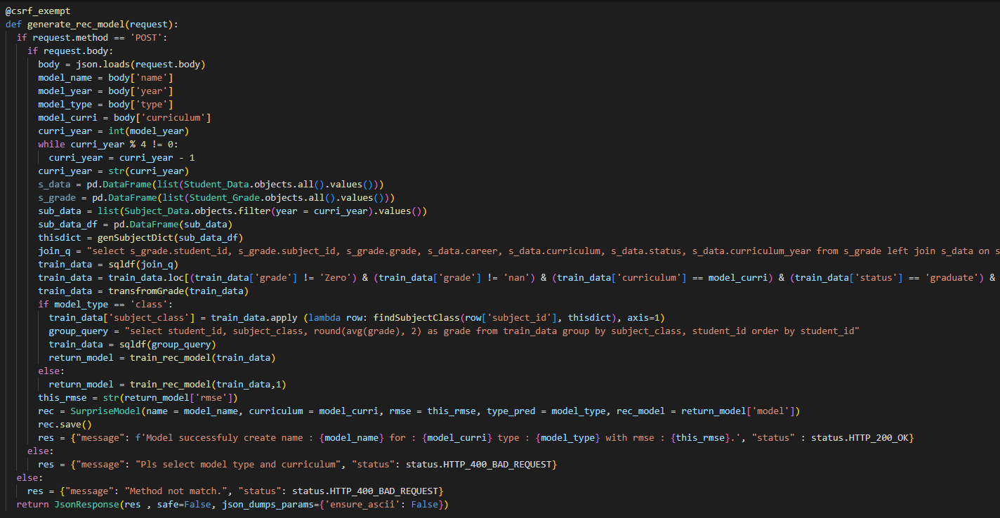 @csrf_exempt
def generate_rec_model(request):
  if request.method == 'POST':
    if request.body:
      body = json.loads(request.body)
      model_name = body['name']
      model_year = body['year']
      model_type = body['type']
      model_curri = body['curriculum']
      curri_year = int(model_year)
      while curri_year % 4 != 0:
        curri_year = curri_year - 1
      curri_year = str(curri_year)
      s_data = pd.DataFrame(list(Student_Data.objects.all().values()))
      s_grade = pd.DataFrame(list(Student_Grade.objects.all().values()))
      sub_data = list(Subject_Data.objects.filter(year = curri_year).values())
      sub_data_df = pd.DataFrame(sub_data)
      thisdict = genSubjectDict(sub_data_df)
      join_q = "select s_grade.student_id, s_grade.subject_id, s_grade.grade, s_data.career, s_data.curriculum, s_data.status, s_data.curriculum_year from s_grade left join s_data on s
      train_data = sqldf(join_q)
      train_data = train_data.loc[(train_data['grade'] != 'Zero') & (train_data['grade'] != 'nan') & (train_data['curriculum'] == model_curri) & (train_data['status'] == 'graduate') &
      train_data = transfromGrade(train_data)
      if model_type == 'class':
        train_data['subject_class'] = train_data.apply (lambda row: findSubjectClass(row['subject_id'], thisdict), axis=1)
        group_query = "select student_id, subject_class, round(avg(grade), 2) as grade from train_data group by subject_class, student_id order by student_id"
        train_data = sqldf(group_query)
        return_model = train_rec_model(train_data)
      else:
        return_model = train_rec_model(train_data,1)
      this_rmse = str(return_model['rmse'])
      rec = SurpriseModel(name = model_name, curriculum = model_curri, rmse = this_rmse, type_pred = model_type, rec_model = return_model['model'])
      rec.save()
      res = {"message": f'Model successfuly create name : {model_name} for : {model_curri} type : {model_type} with rmse : {this_rmse}.', "status" : status.HTTP_200_OK}
    else:
      res = {"message": "Pls select model type and curriculum", "status": status.HTTP_400_BAD_REQUEST}
  else:
    res = {"message": "Method not match.", "status": status.HTTP_400_BAD_REQUEST}
  return JsonResponse(res , safe=False, json_dumps_params={'ensure_ascii': False})